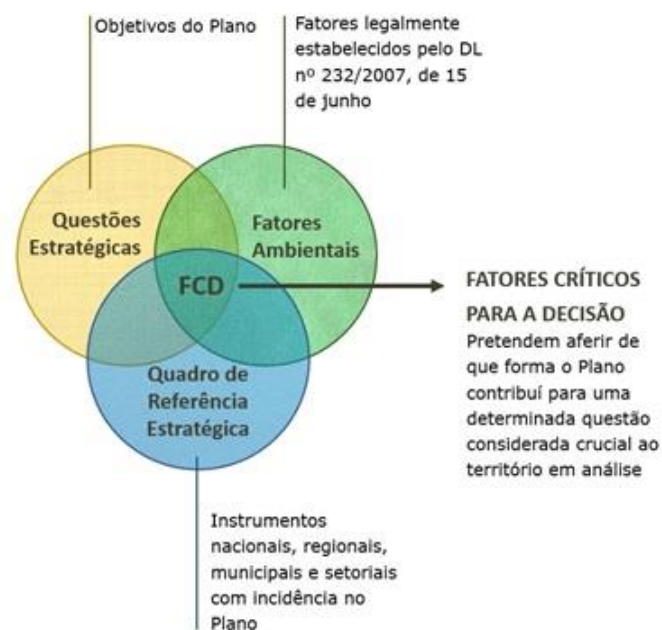 Objetivos do Plano
Fatores legalmente
estabelecidos pelo DL
nº 232/2007, de 15
de junho
Questões
Estratégicas
Fatores
Ambientais
FCD
Quadro de
Referência
Estratégica
FATORES CRÍTICOS
PARA A DECISÃO
Pretendem aferir de
que forma o Plano
contribuí para uma
determinada questão
considerada crucial ao
território em análise
Instrumentos
nacionais, regionais,
municipais e setoriais
com incidência no
Plano